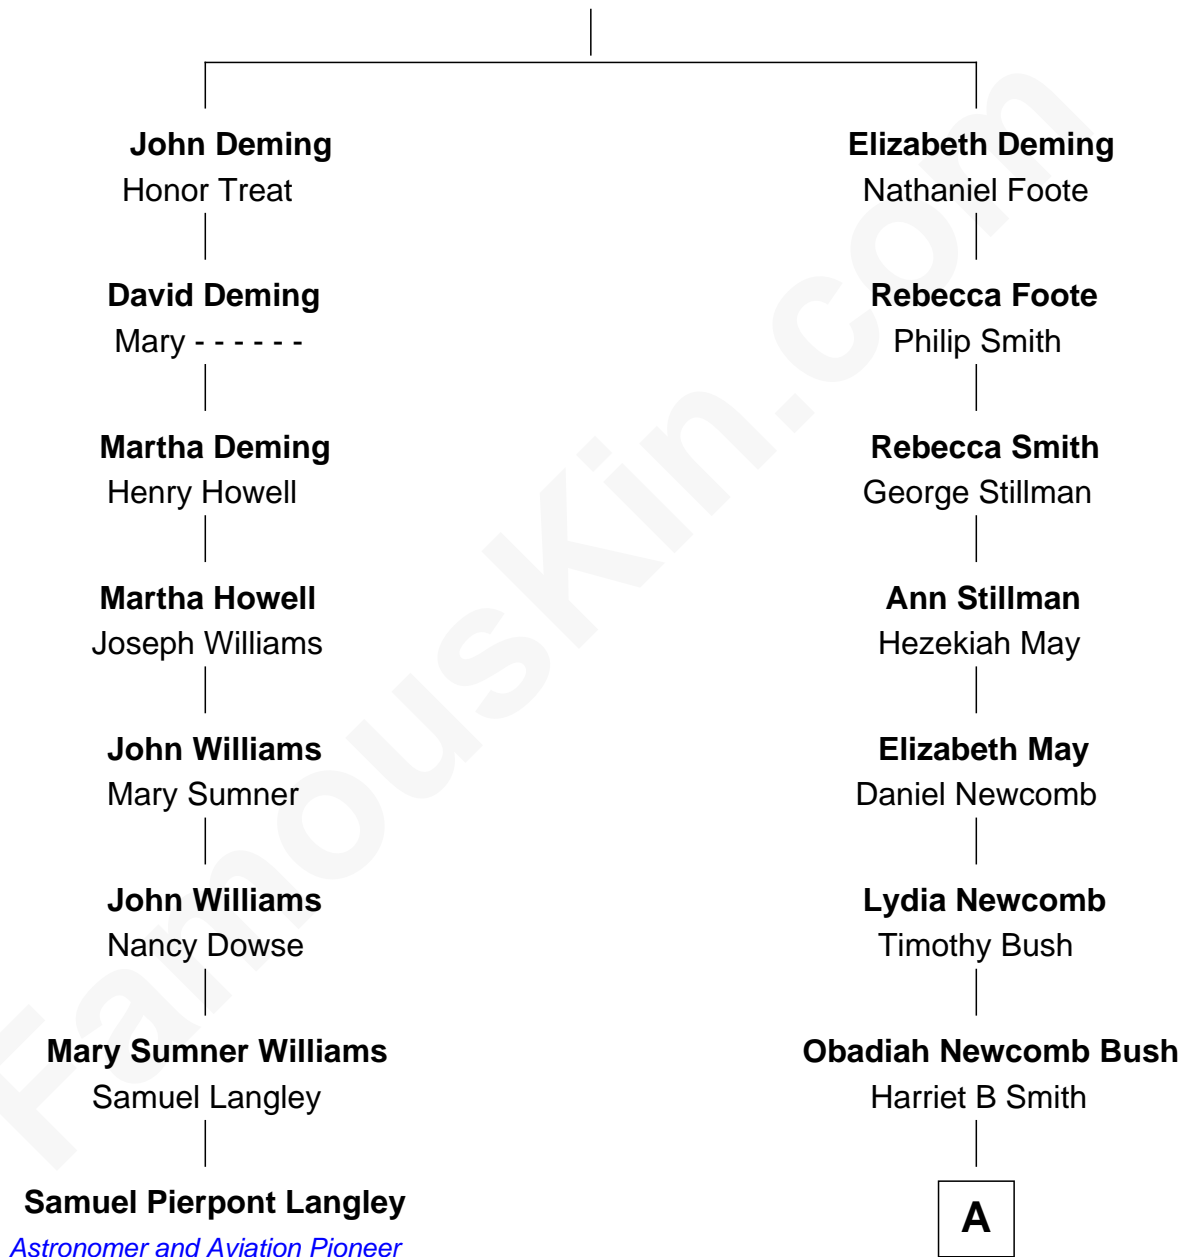 John Deming
Honor Treat
David Deming
Mary - - - - - -
Martha Deming
Henry Howell
Martha Howell
Joseph Williams
John Williams
Mary Sumner
John Williams
Nancy Dowse
Mary Sumner Williams
Samuel Langley
Samuel Pierpont Langley
Astronomer and Aviation Pioneer
Elizabeth Deming
Nathaniel Foote
Rebecca Foote
Philip Smith
Rebecca Smith
George Stillman
Ann Stillman
Hezekiah May
Elizabeth May
Daniel Newcomb
Lydia Newcomb
Timothy Bush
Obadiah Newcomb Bush
Harriet B Smith
A
FamousKin.com